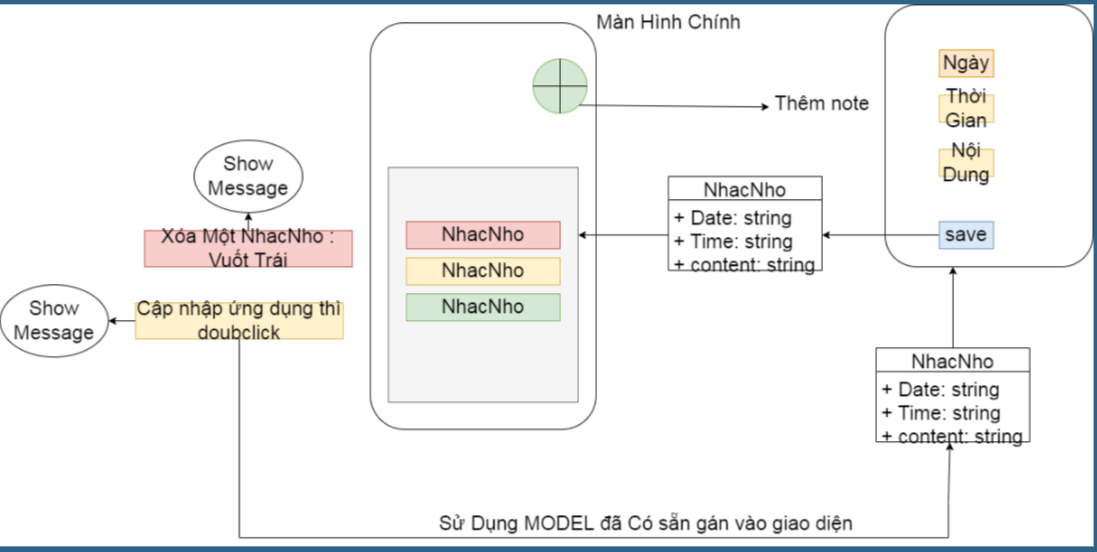 Màn Hình Chính
Thêm note
Ngày
Thời
Gian
Nội
Dung
save
Show
Message
Xóa Một NhacNho :
Vuốt Trái
Show
Message
Cập nhập ứng dụng thì
doubclick
NhacNho
NhacNho
NhacNho
NhacNho
+ Date: string
+ Time: string
+ content: string
NhacNho
+ Date: string
+ Time: string
+ content: string
Sử Dụng MODEL đã Có sẵn gán vào giao diện